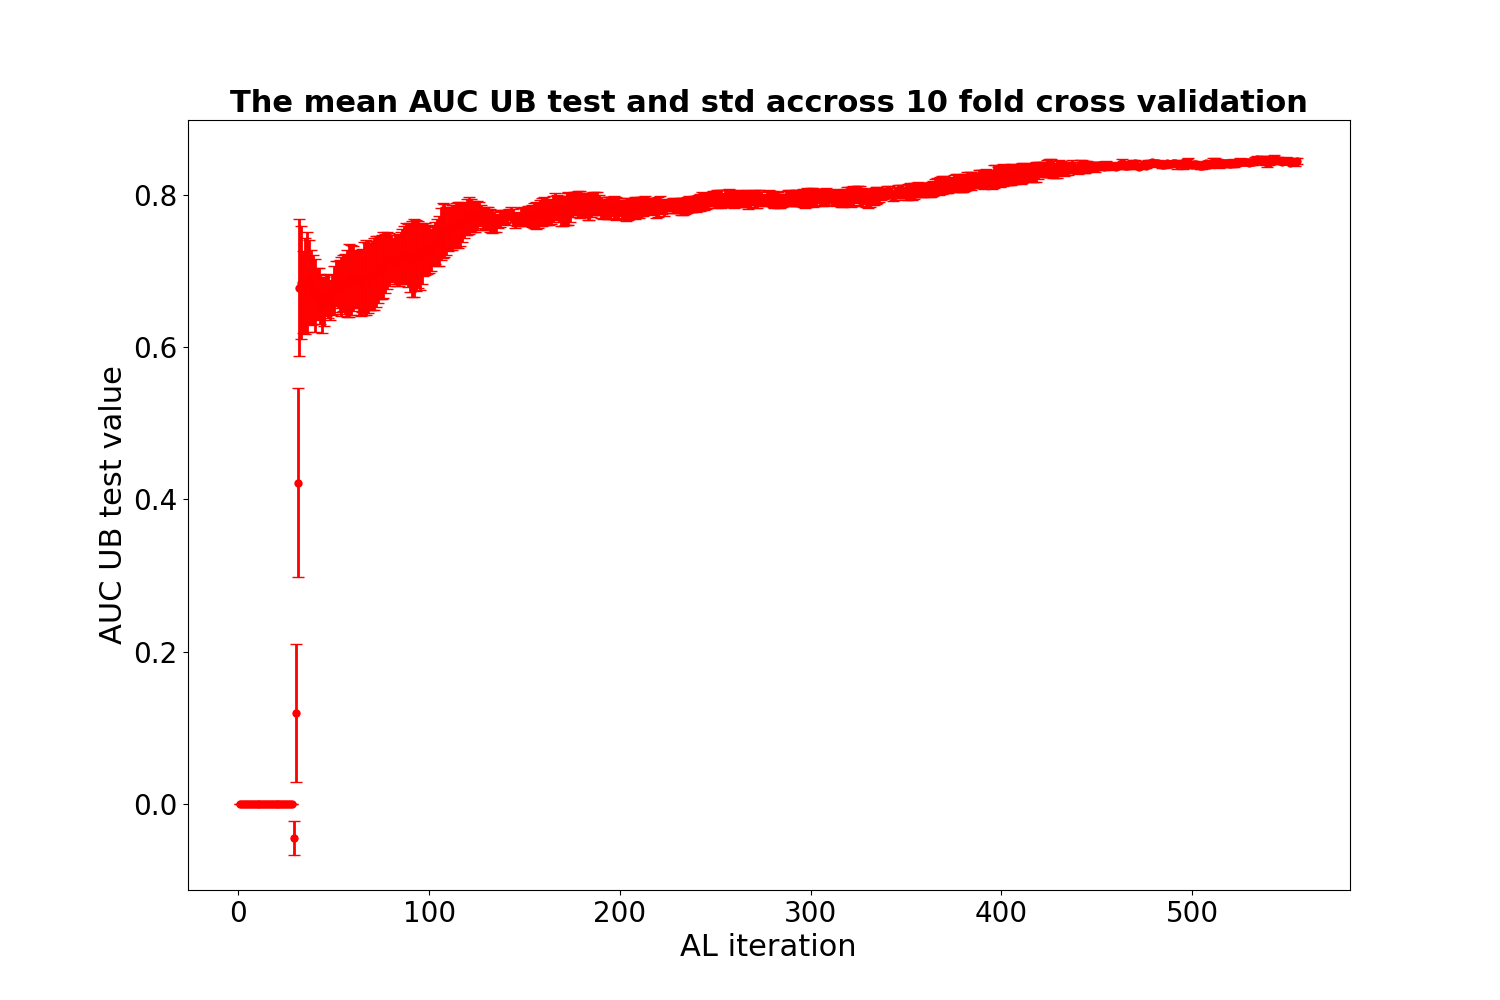 The mean AUC UB test and std accross 10 fold cross validation
0.8
0.6
0.4
0.2
0.0
AUC UB test value
0 100 200 300 400 500
AL iteration